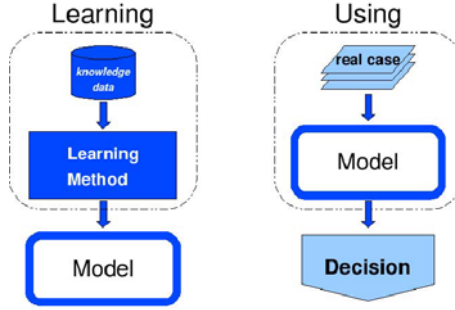 Learning
knowledge
data
Learning
Method
Model
Using
real case
Model
Decision